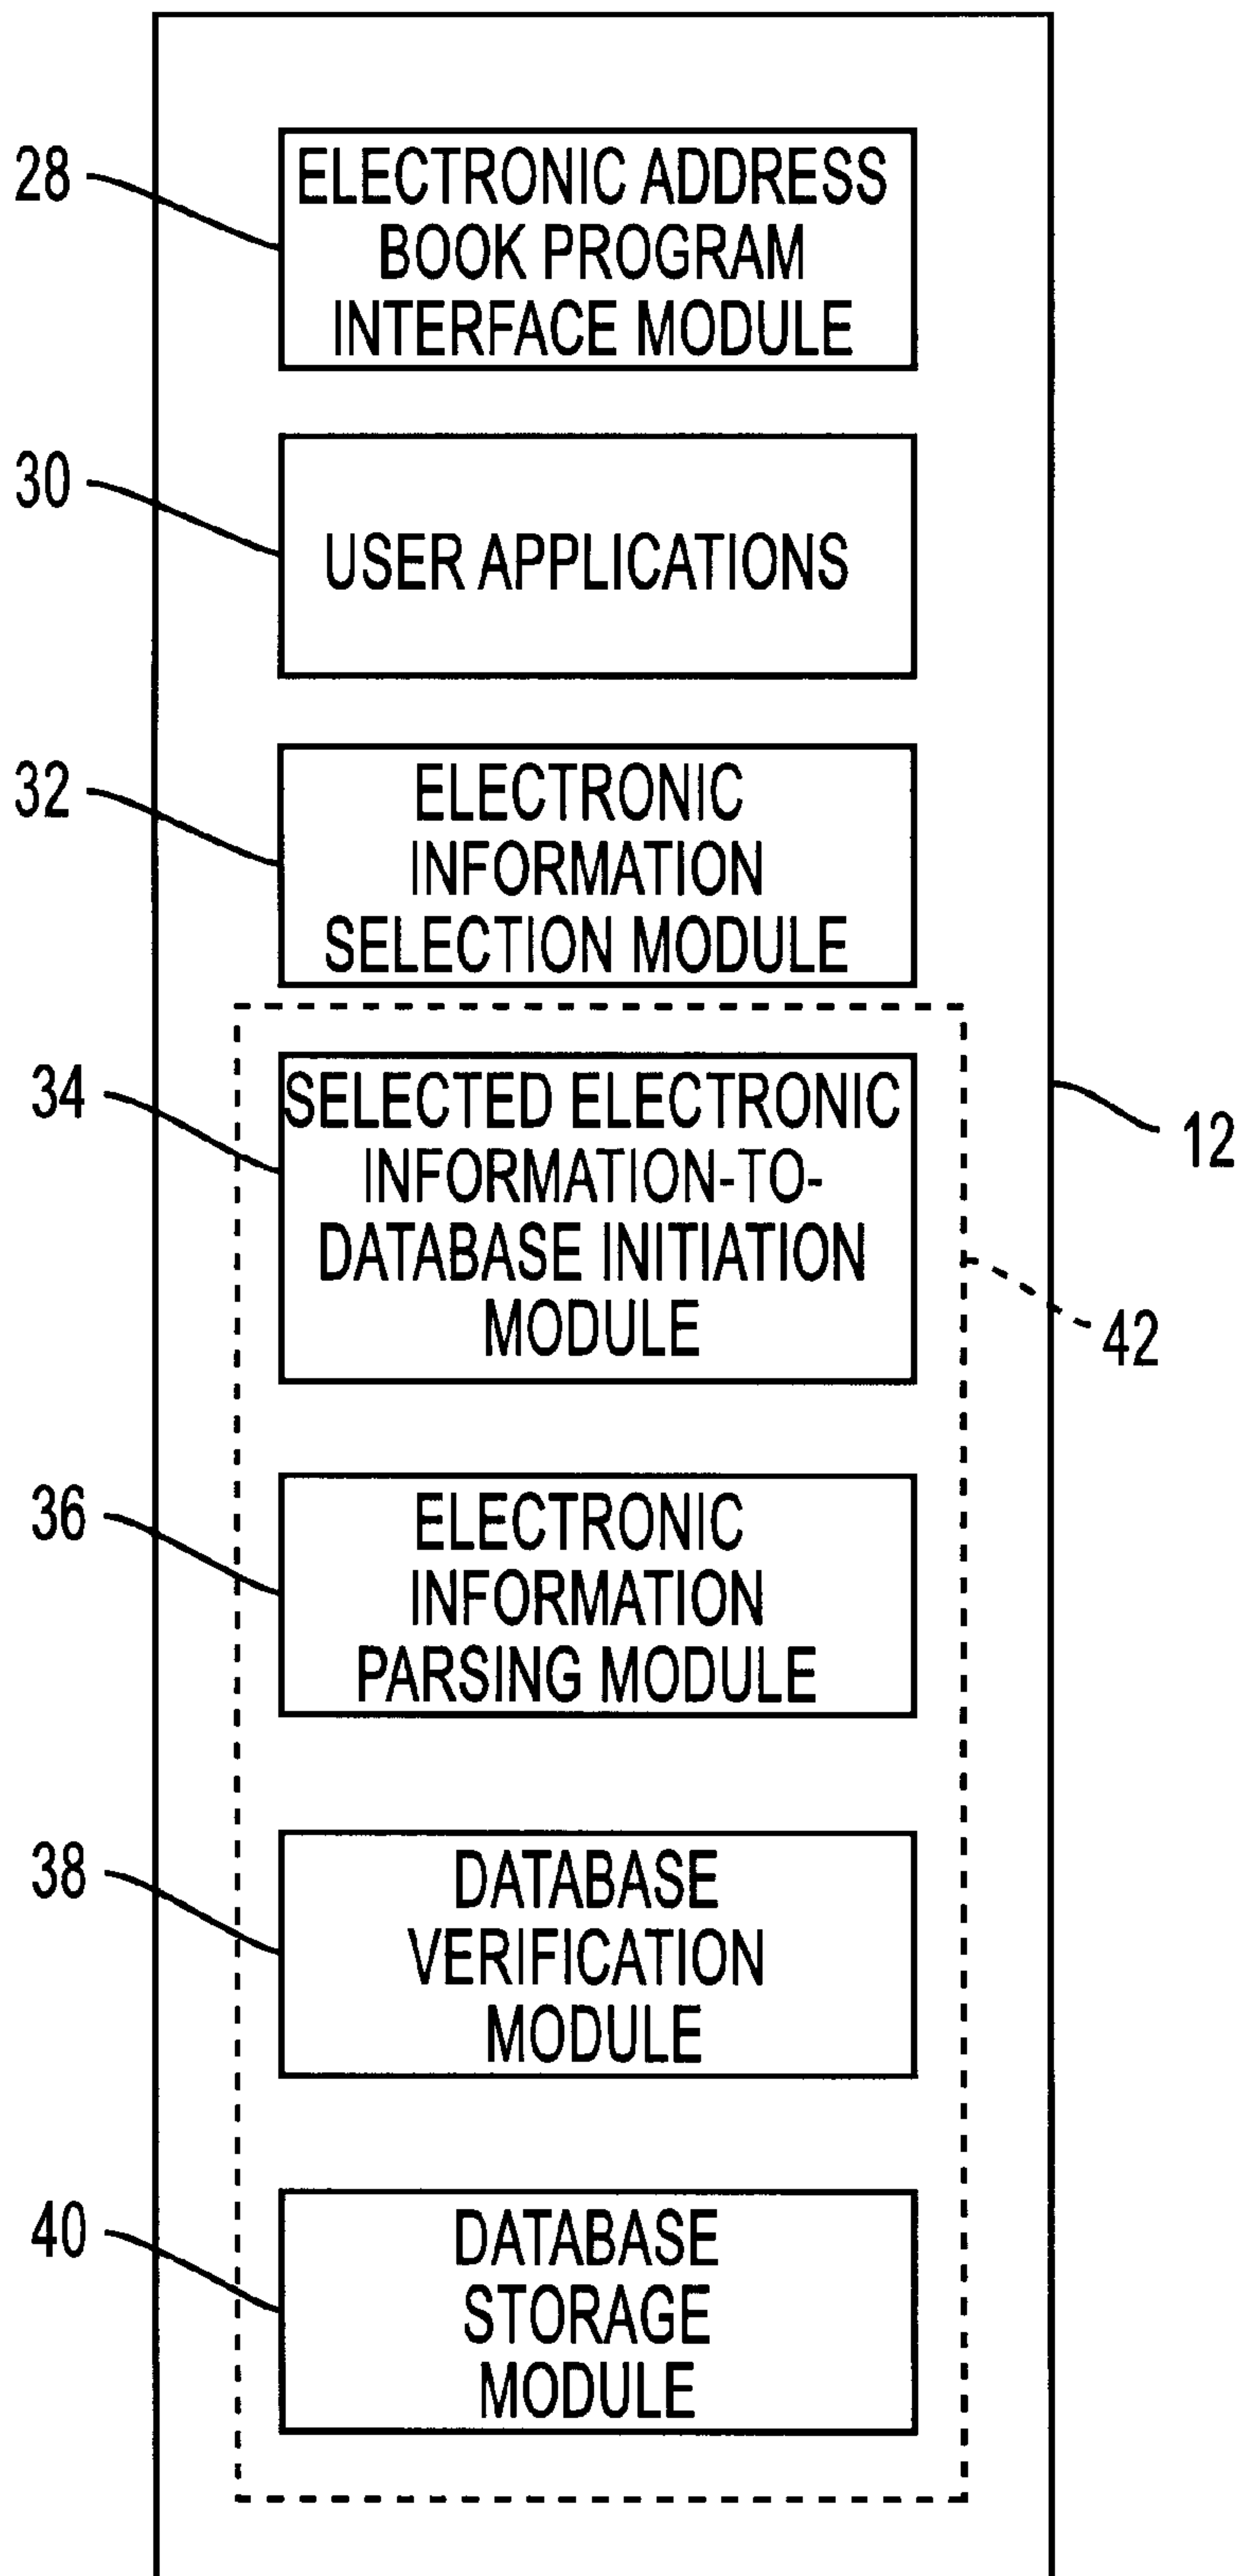 28
ELECTRONIC ADDRESS
BOOK PROGRAM
INTERFACE MODULE
30
USER APPLICATIONS
32
ELECTRONIC
INFORMATION
SELECTION MODULE
34
SELECTED ELECTRONIC
INFORMATION-TO-
DATABASE INITIATION
MODULE
12
42
36
ELECTRONIC
INFORMATION
PARSING MODULE
38
DATABASE
VERIFICATION
MODULE
40
DATABASE
STORAGE
MODULE